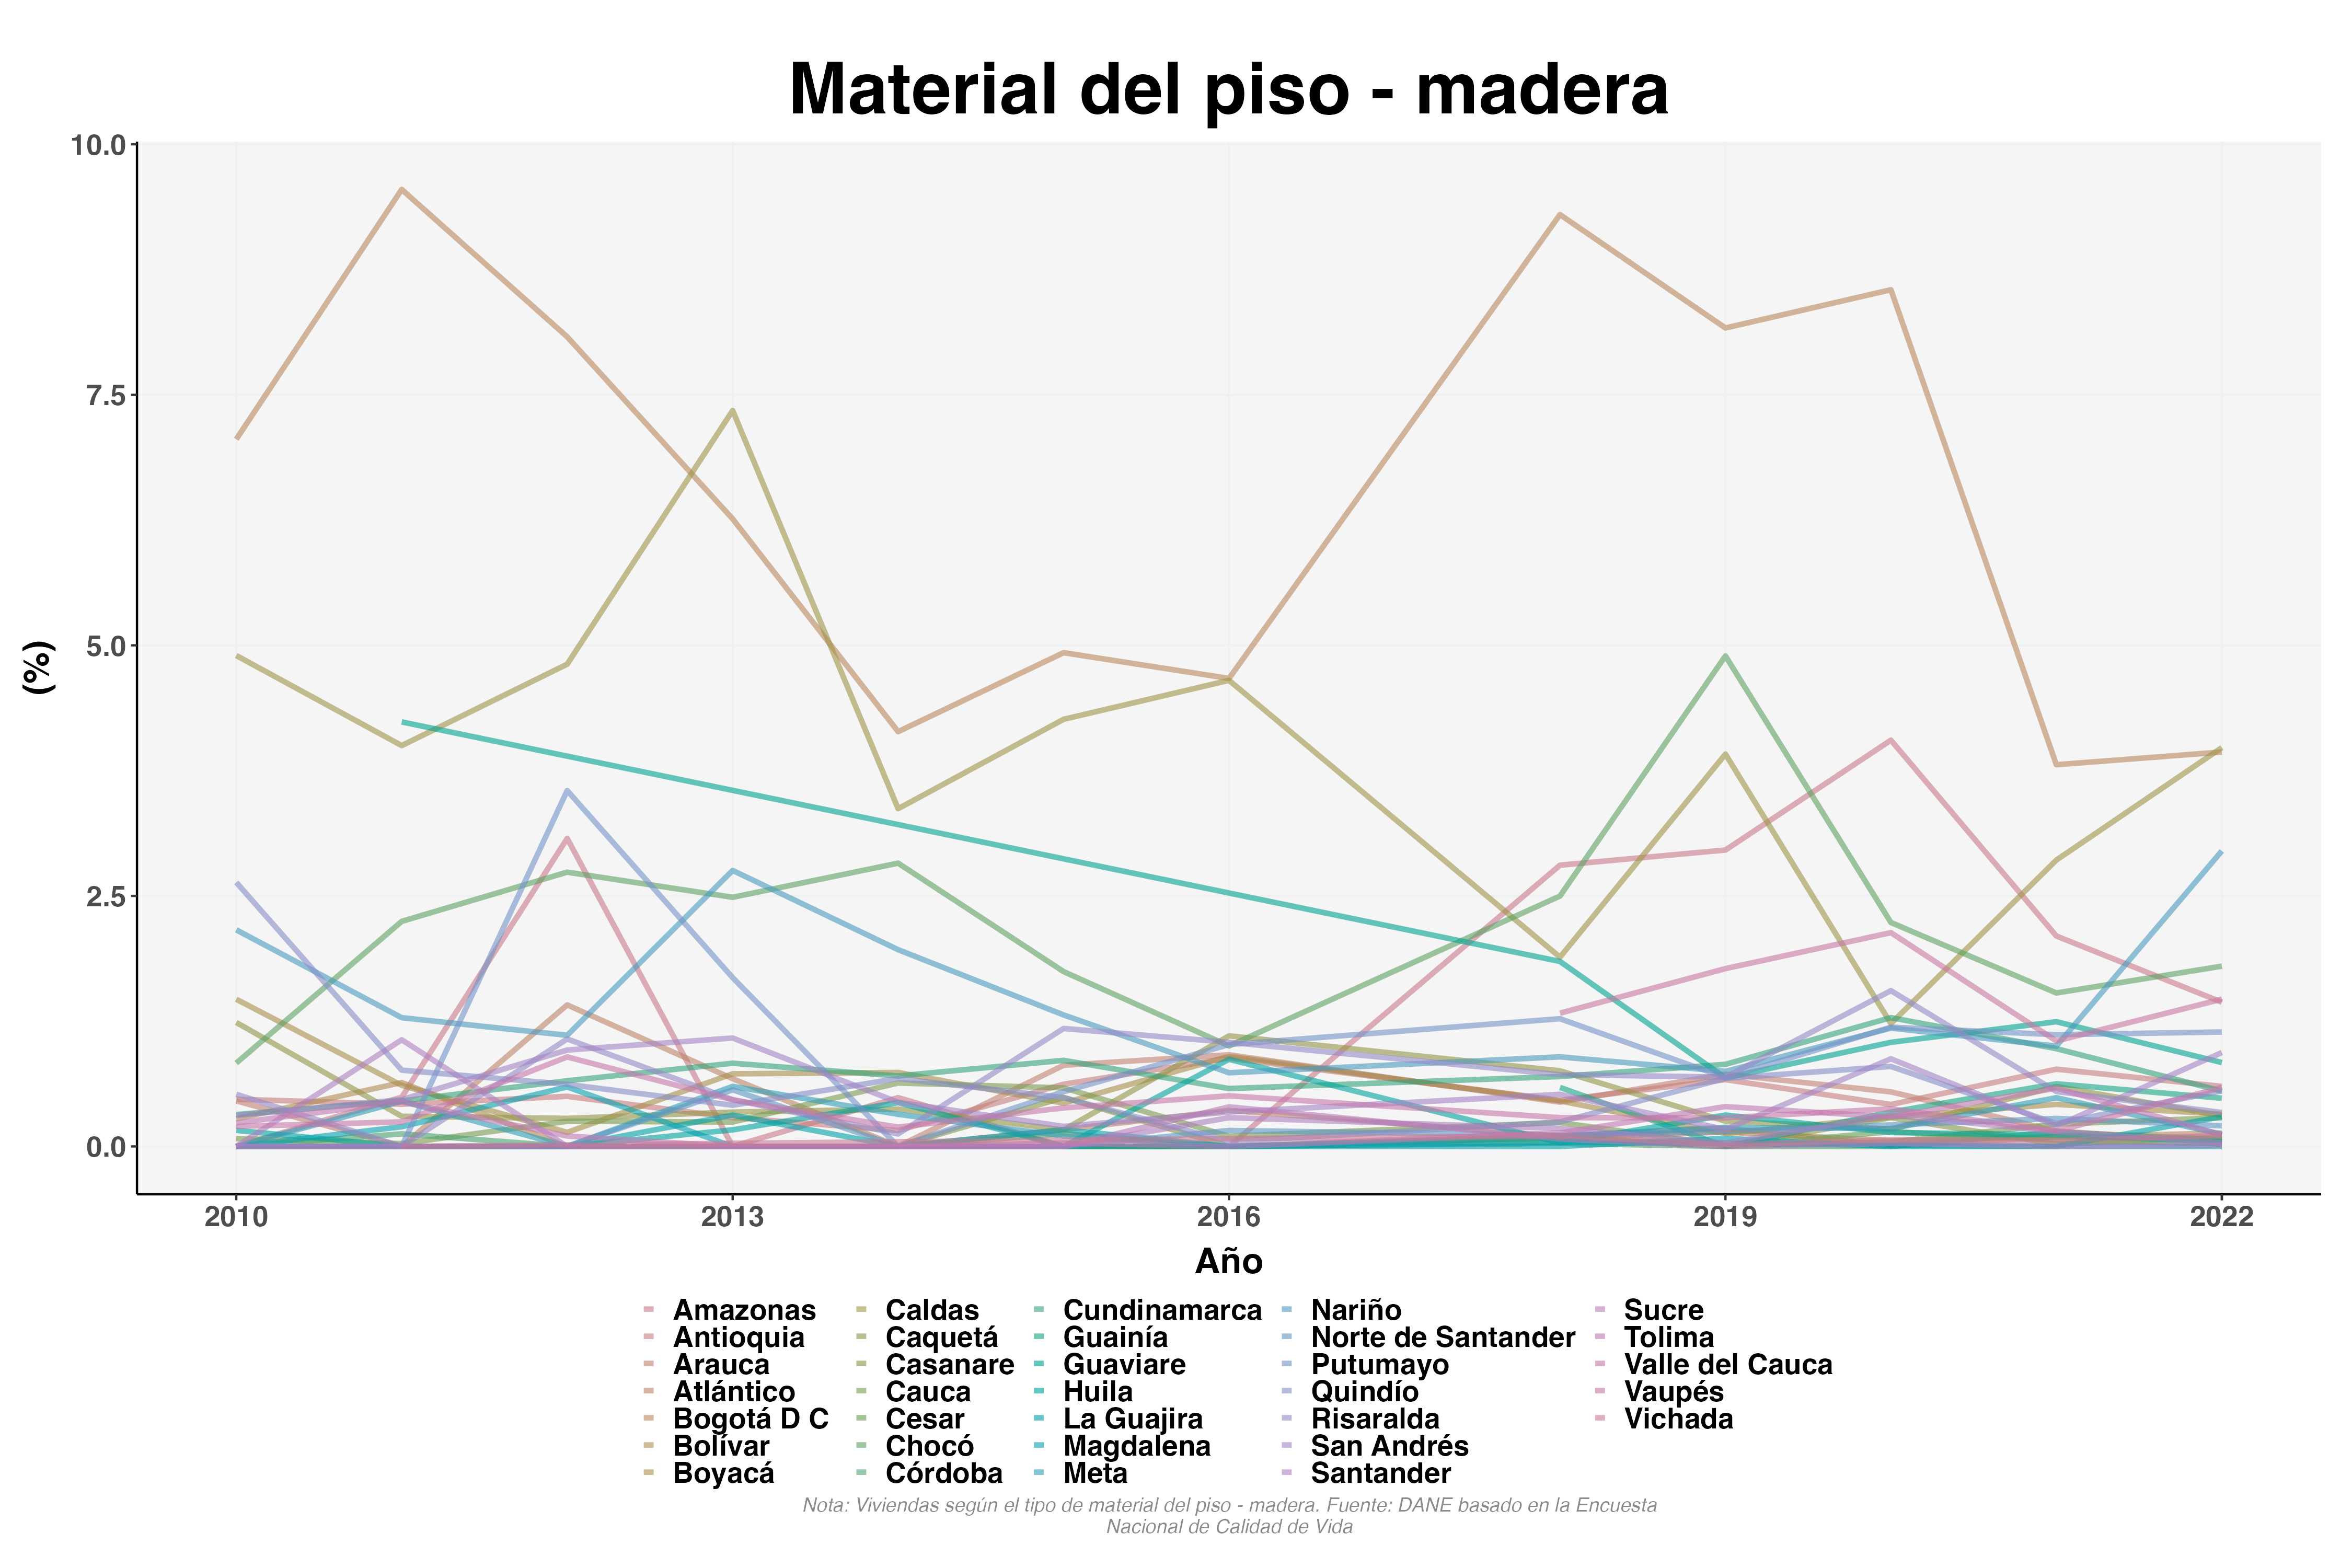 Material del piso - madera
(%)
10.0
7.5
5.0
2.5
0.0
2010 2013 2016 2019 2022
Año
Amazonas Caldas Cundinamarca Nariño Sucre
Antioquia Caquetá Guainía Norte de Santander Tolima
Arauca Casanare Guaviare Putumayo Valle del Cauca
Atlántico Cauca Huila Quindío Vaupés
Bogotá D C Cesar La Guajira Risaralda Vichada
Bolívar Chocó Magdalena San Andrés
Boyacá Córdoba Meta Santander
Nota: Viviendas según el tipo de material del piso - madera. Fuente: DANE basado en la Encuesta
Nacional de Calidad de Vida